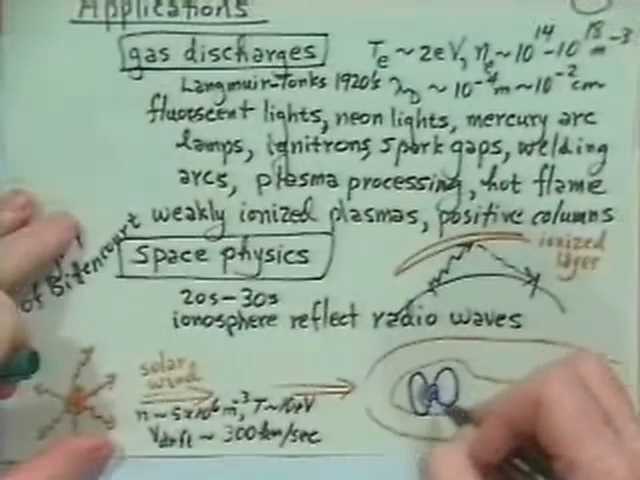 Applications
gas discharges Te ~ 2eV, ne ~ 10^14-10^18 m^-3
Langmuir-Tonks 1920's λD ~ 10^-4 m ~ 10^-2 cm
fluorescent lights, neon lights, mercury arc
lamps, ignitrons, spark gaps, welding
arcs, plasma processing, hot flame
weakly ionized plasmas, positive columns
of Bittencourt
space physics
ionized
layer
20s-30s
ionosphere reflect radio waves
solar
wind
n ~ 5x10^6 m^-3, T ~ 10eV
Vdrift ~ 300 km/sec